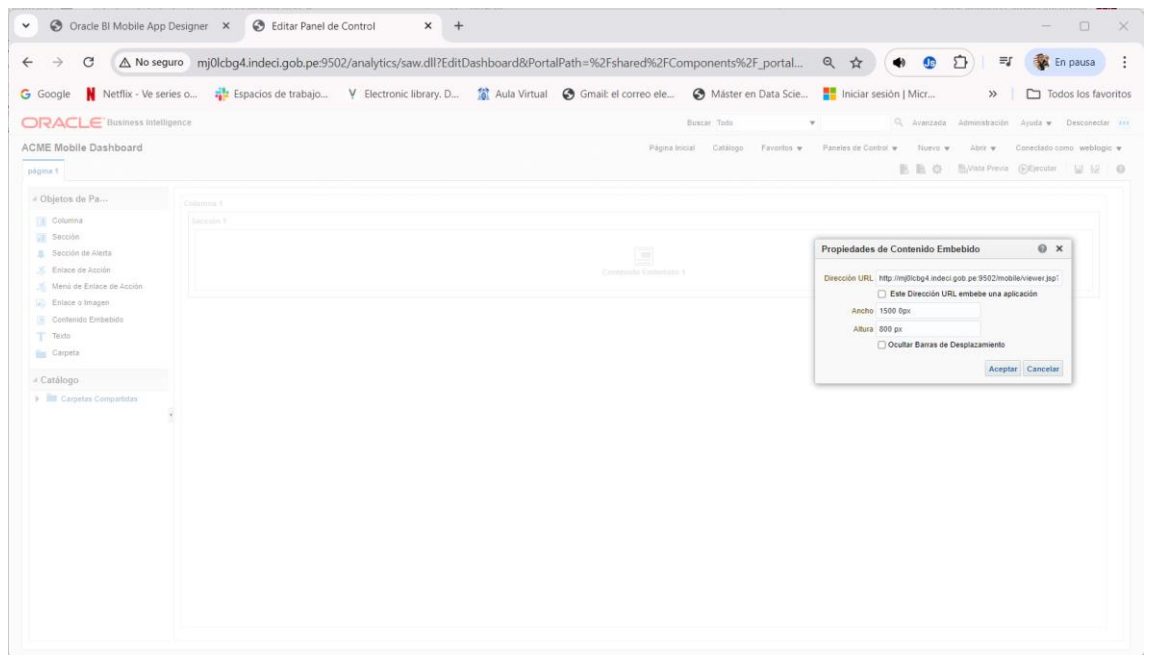 Oracle BI Mobile App Designer
Editar Panel de Control
No seguro mj0lcbg4.indeci.gob.pe:9502/analytics/saw.dll?EditDashboard&PortalPath=%2Fshared%2FComponents%2F_portal...
En pausa
Google Netflix - Ve series o... Espacios de trabajo... Electronic library. D... Aula Virtual Gmail: el correo ele... Máster en Data Scie... Iniciar sesión | Micr... » Todos los favoritos
ORACLE Business Intelligence Buscar Todo Avanzada Administración Ayuda Desconectar
ACME Mobile Dashboard Página Inicial Catálogo Favoritos Paneles de Control Nuevo Abrir Conectado como weblogic
página 1 Vista Previa Ejecutar
Objetos de Pa...
Columna
Sección
Sección de Alerta
Enlace de Acción
Menú de Enlace de Acción
Enlace o Imagen
Contenido Embebido
Texto
Carpeta
Catálogo
Carpetas Compartidas
Columna 1
Sección 1
Contenido Embebido 1
Propiedades de Contenido Embebido
Dirección URL http://mj0lcbg4.indeci.gob.pe:9502/mobile/viewer.jsp?
Este Dirección URL embebe una aplicación
Ancho 1500 0px
Altura 800 px
Ocultar Barras de Desplazamiento
Aceptar Cancelar